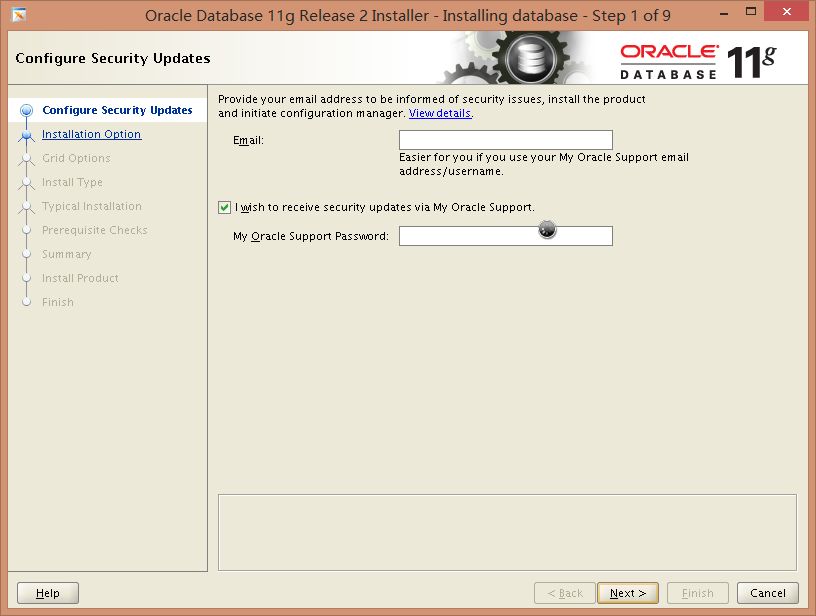 Oracle Database 11g Release 2 Installer - Installing database - Step 1 of 9
Configure Security Updates
ORACLE
DATABASE
11g
Configure Security Updates
Installation Option
Grid Options
Install Type
Typical Installation
Prerequisite Checks
Summary
Install Product
Finish
Provide your email address to be informed of security issues, install the product
and initiate configuration manager. View details.
Email:
Easier for you if you use your My Oracle Support email
address/username.
I wish to receive security updates via My Oracle Support.
My Oracle Support Password:
Help
< Back
Next >
Finish
Cancel